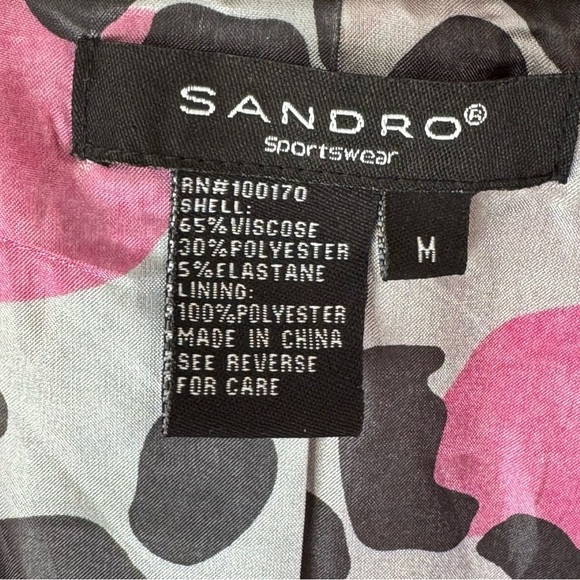 SANDRO®
Sportswear
RN#100170
SHELL:
65%VISCOSE
30%POLYESTER
5%ELASTANE
LINING:
100%POLYESTER
MADE IN CHINA
SEE REVERSE
FOR CARE
M